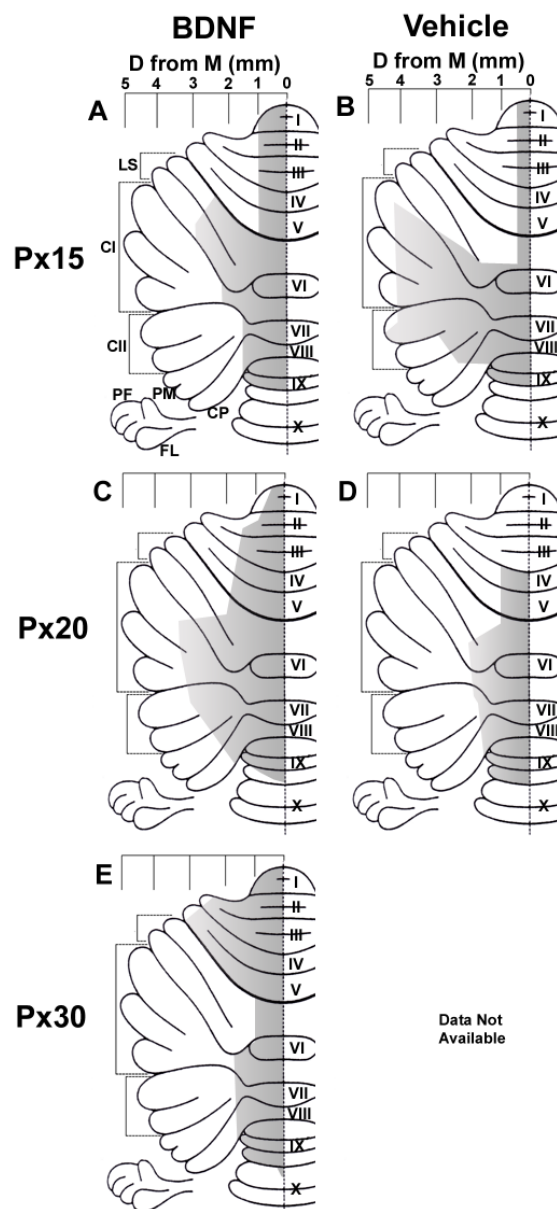 BDNF Vehicle
D from M (mm) D from M (mm)
5 4 3 2 1 0 5 4 3 2 1 0
A B
I I
II II
LS III III
IV IV
V V
CI
Px15
VI VI
VII VII
CII VIII VIII
IX IX
PF PM CP
X X
FL
C D
I I
II II
III III
IV IV
V V
Px20
VI VI
VII VII
VIII VIII
IX IX
X X
E
I
II
III
IV
V
Px30 Data Not
Available
VI
VII
VIII
IX
X